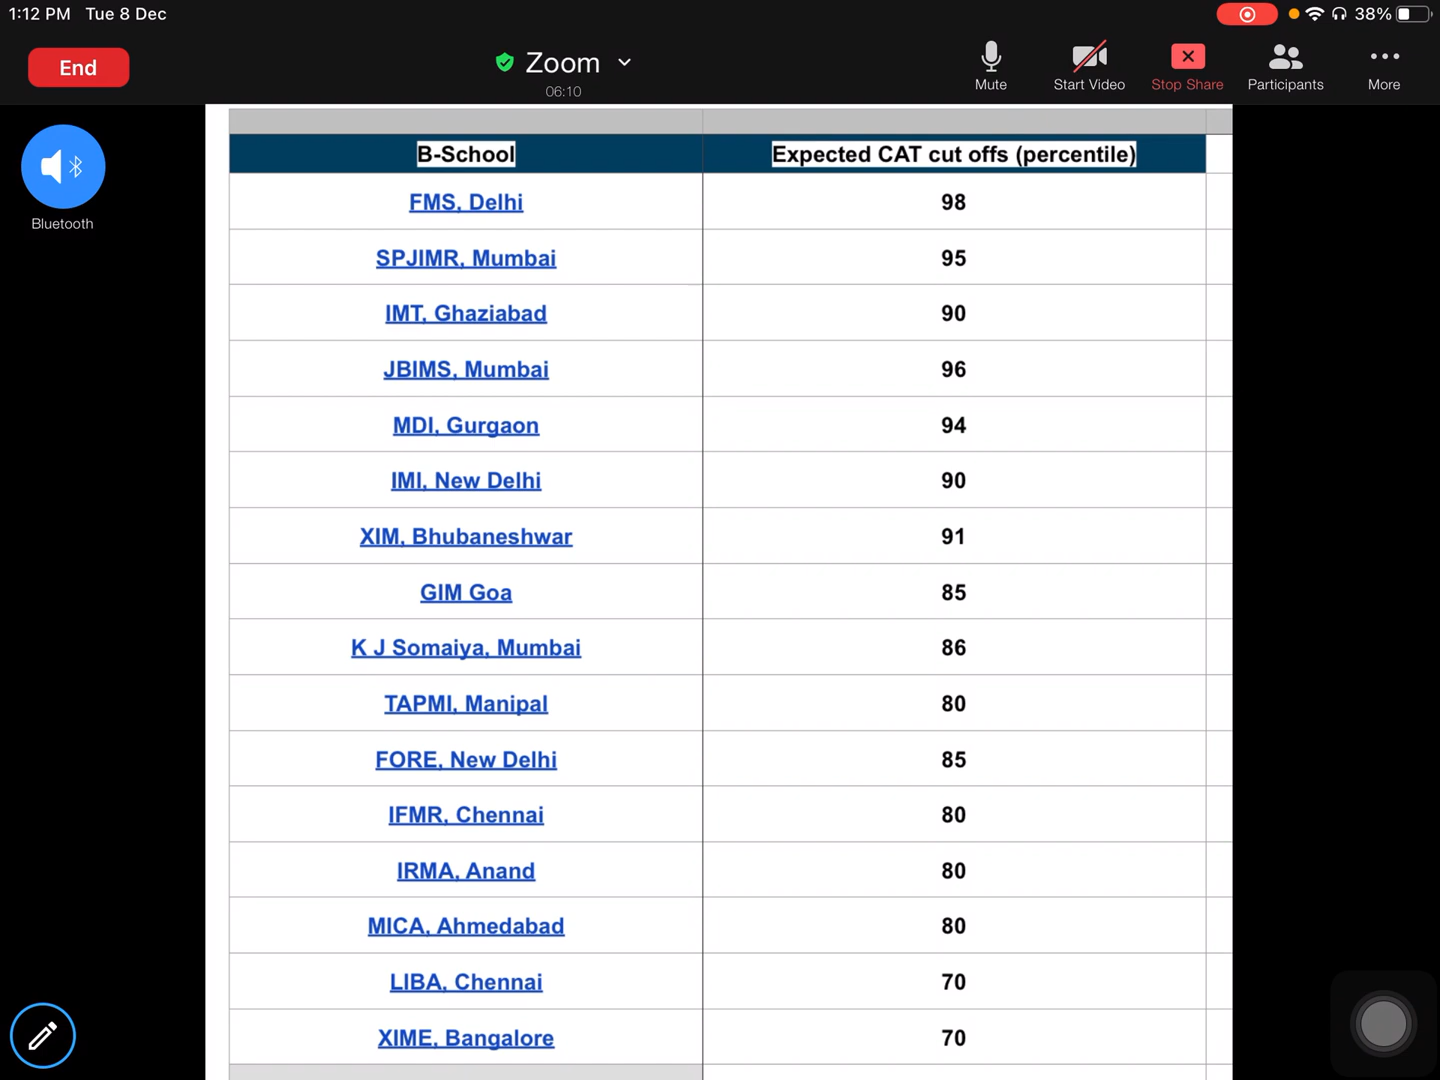 1:12 PM Tue 8 Dec
38%
End
Zoom
06:10
Mute
Start Video
Stop Share
Participants
More
Bluetooth
B-School Expected CAT cut offs (percentile)
FMS, Delhi 98
SPJIMR, Mumbai 95
IMT, Ghaziabad 90
JBIMS, Mumbai 96
MDI, Gurgaon 94
IMI, New Delhi 90
XIM, Bhubaneshwar 91
GIM Goa 85
K J Somaiya, Mumbai 86
TAPMI, Manipal 80
FORE, New Delhi 85
IFMR, Chennai 80
IRMA, Anand 80
MICA, Ahmedabad 80
LIBA, Chennai 70
XIME, Bangalore 70